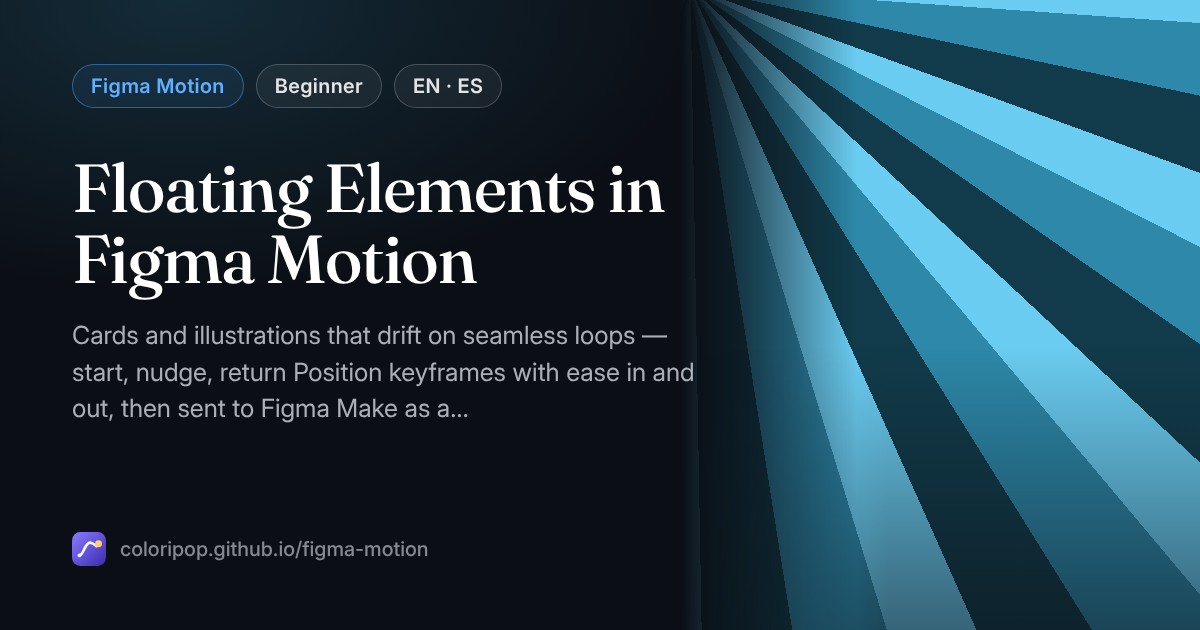 Figma Motion
Beginner
EN · ES
Floating Elements in
Figma Motion
Cards and illustrations that drift on seamless loops —
start, nudge, return Position keyframes with ease in and
out, then sent to Figma Make as a...
coloripop.github.io/figma-motion